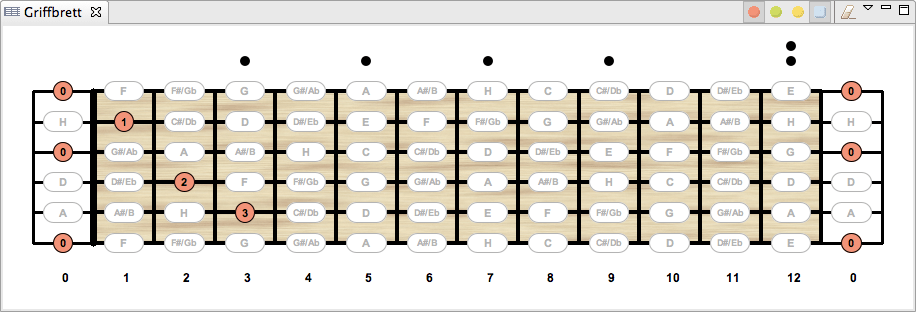 Griffbrett
0 F F#/Gb G G#/Ab A A#/B H C C#/Db D D#/Eb E 0
H 1 C#/Db D D#/Eb E F F#/Gb G G#/Ab A A#/B H H
0 G#/Ab A A#/B H C C#/Db D D#/Eb E F F#/Gb G 0
D D#/Eb 2 F F#/Gb G G#/Ab A A#/B H C C#/Db D D
A A#/B H 3 C#/Db D D#/Eb E F F#/Gb G G#/Ab A A
0 F F#/Gb G G#/Ab A A#/B H C C#/Db D D#/Eb E 0
0 1 2 3 4 5 6 7 8 9 10 11 12 0